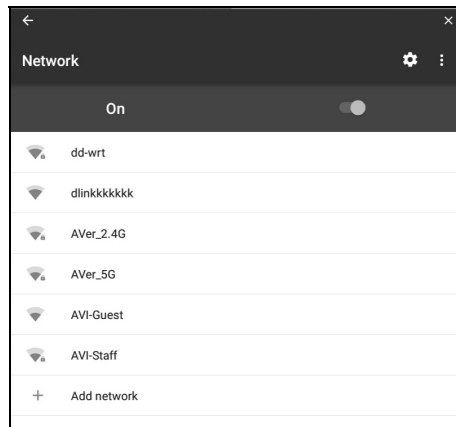 Network
On
dd-wrt
dlinkkkkkkk
AVer_2.4G
AVer_5G
AVI-Guest
AVI-Staff
Add network